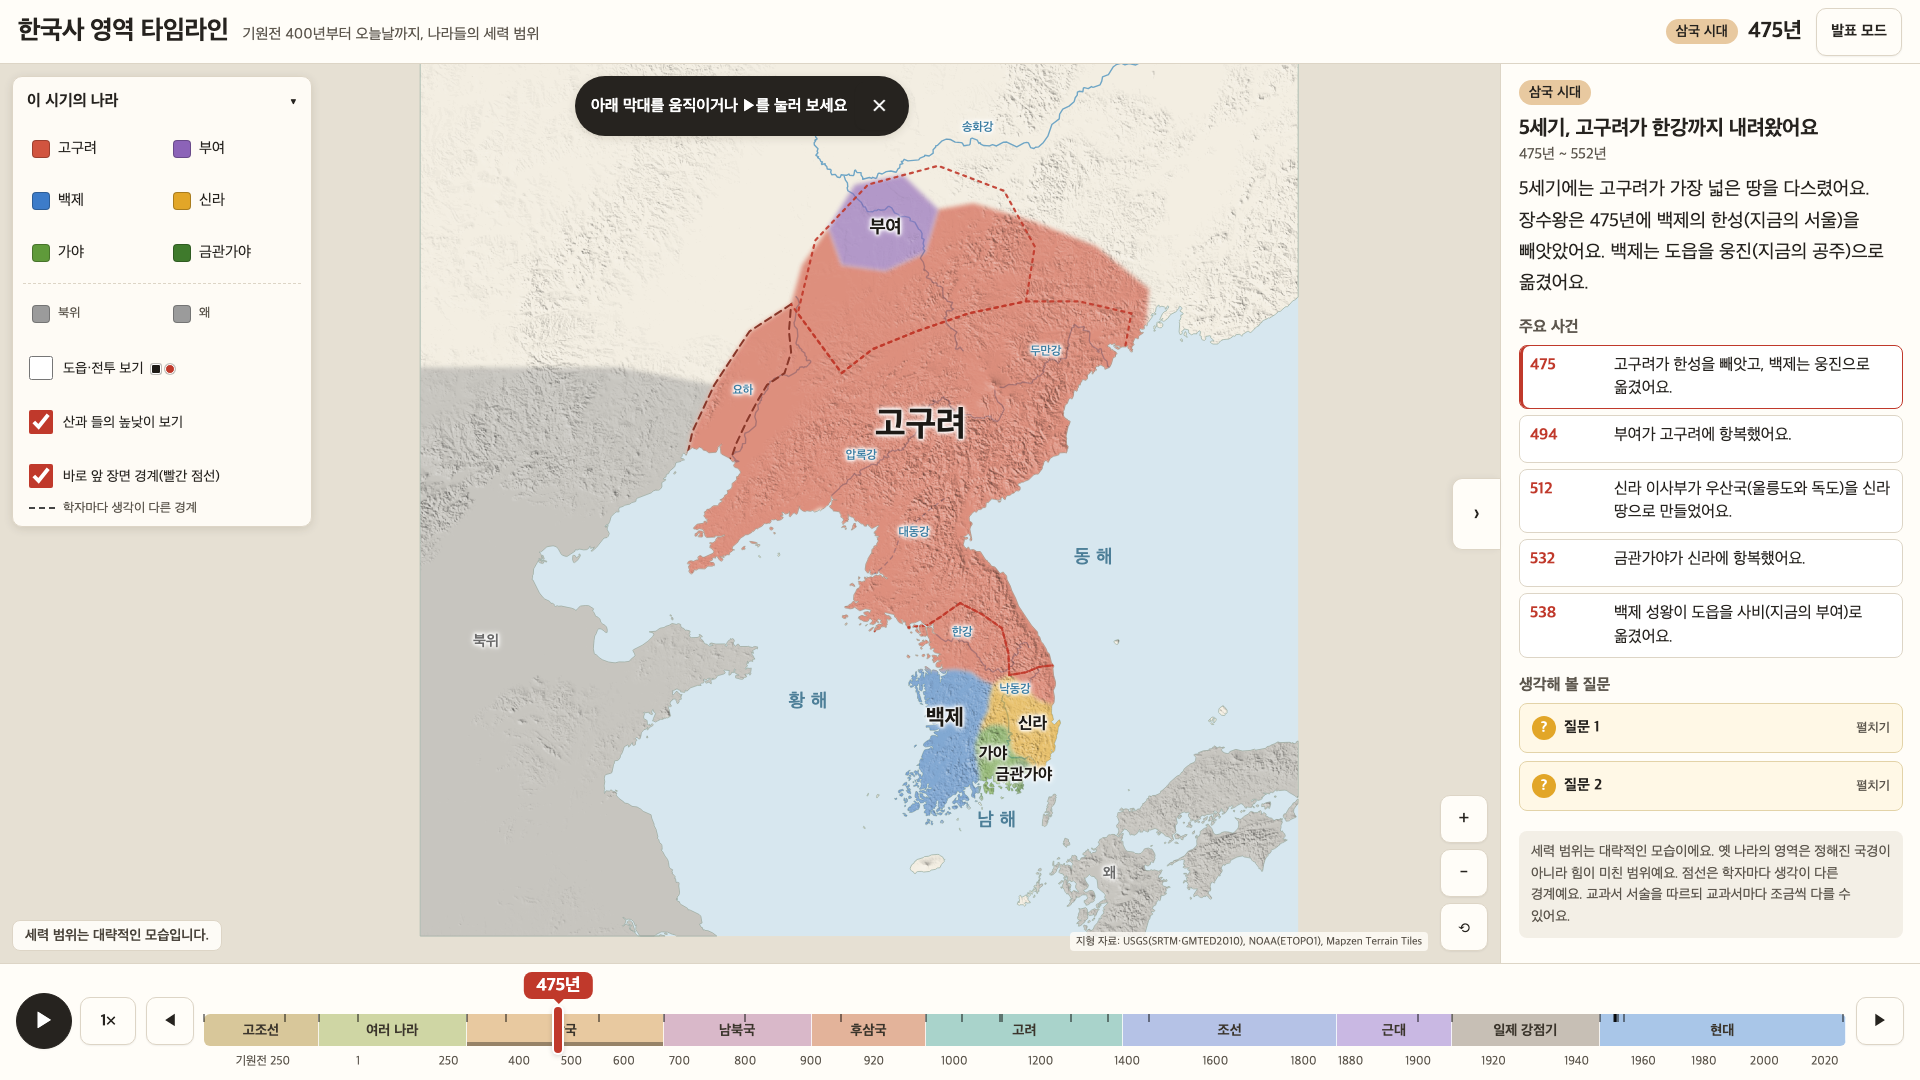 한국사 영역 타임라인
기원전 400년부터 오늘날까지, 나라들의 세력 범위
삼국 시대
475년
발표 모드
이 시기의 나라
고구려
부여
백제
신라
가야
금관가야
북위
왜
도읍·전투 보기
산과 들의 높낮이 보기
바로 앞 장면 경계(빨간 점선)
학자마다 생각이 다른 경계
아래 막대를 움직이거나 ▶를 눌러 보세요
송화강
부여
두만강
요하
고구려
압록강
대동강
동해
한강
북위
낙동강
황해
백제
신라
가야
금관가야
남해
왜
세력 범위는 대략적인 모습입니다.
지형 자료: USGS(SRTM·GMTED2010), NOAA(ETOPO1), Mapzen Terrain Tiles
+
−
삼국 시대
5세기, 고구려가 한강까지 내려왔어요
475년 ~ 552년
5세기에는 고구려가 가장 넓은 땅을 다스렸어요.
장수왕은 475년에 백제의 한성(지금의 서울)을
빼앗았어요. 백제는 도읍을 웅진(지금의 공주)으로
옮겼어요.
주요 사건
475 고구려가 한성을 빼앗고, 백제는 웅진으로
옮겼어요.
494 부여가 고구려에 항복했어요.
512 신라 이사부가 우산국(울릉도와 독도)을 신라
땅으로 만들었어요.
532 금관가야가 신라에 항복했어요.
538 백제 성왕이 도읍을 사비(지금의 부여)로
옮겼어요.
생각해 볼 질문
? 질문 1 펼치기
? 질문 2 펼치기
세력 범위는 대략적인 모습이에요. 옛 나라의 영역은 정해진 국경이
아니라 힘이 미친 범위예요. 점선은 학자마다 생각이 다른
경계예요. 교과서 서술을 따르되 교과서마다 조금씩 다를 수
있어요.
475년
1×
고조선 여러 나라 국 남북국 후삼국 고려 조선 근대 일제 강점기 현대
기원전 250 1 250 400 500 600 700 800 900 920 1000 1200 1400 1600 1800 1880 1900 1920 1940 1960 1980 2000 2020